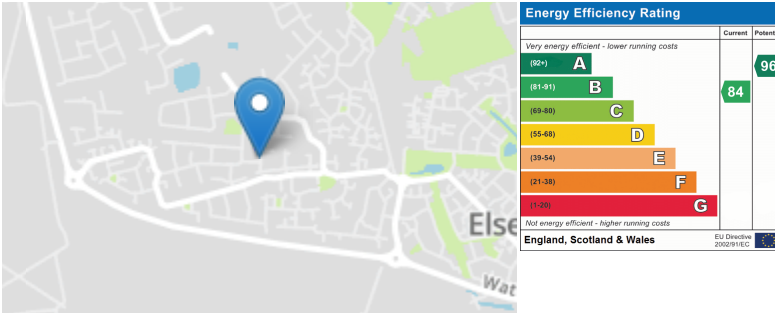 Else
Wat
Energy Efficiency Rating
Current Potent
Very energy efficient - lower running costs
(92+) A
96
(81-91) B
84
(69-80) C
(55-68) D
(39-54) E
(21-38) F
(1-20) G
Not energy efficient - higher running costs
England, Scotland & Wales
EU Directive
2002/91/EC